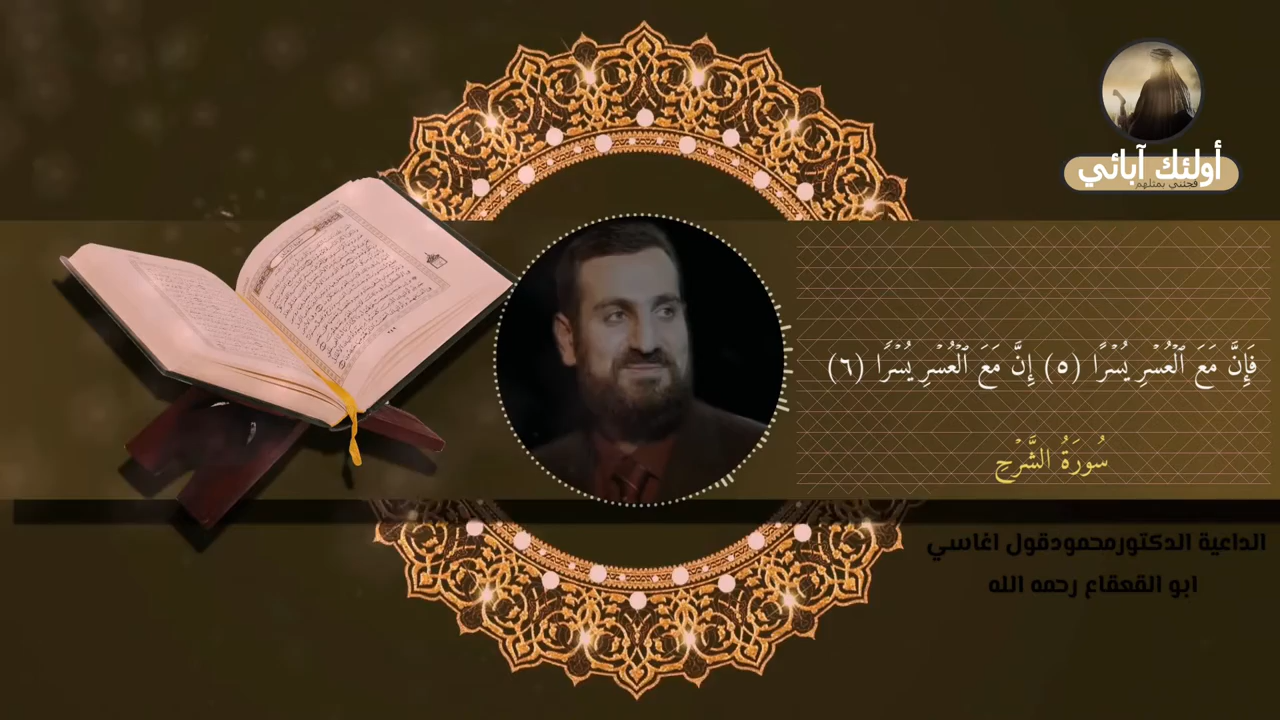 أولئك آبائي
فجئني بمثلهم
فَإِنَّ مَعَ ٱلْعُسْرِ يُسْرًا (٥) إِنَّ مَعَ ٱلْعُسْرِ يُسْرًا (٦)
سُورَةُ الشَّرْحِ
الداعية الدكتورمحمودقول اغاسي
ابو القعقاع رحمه الله